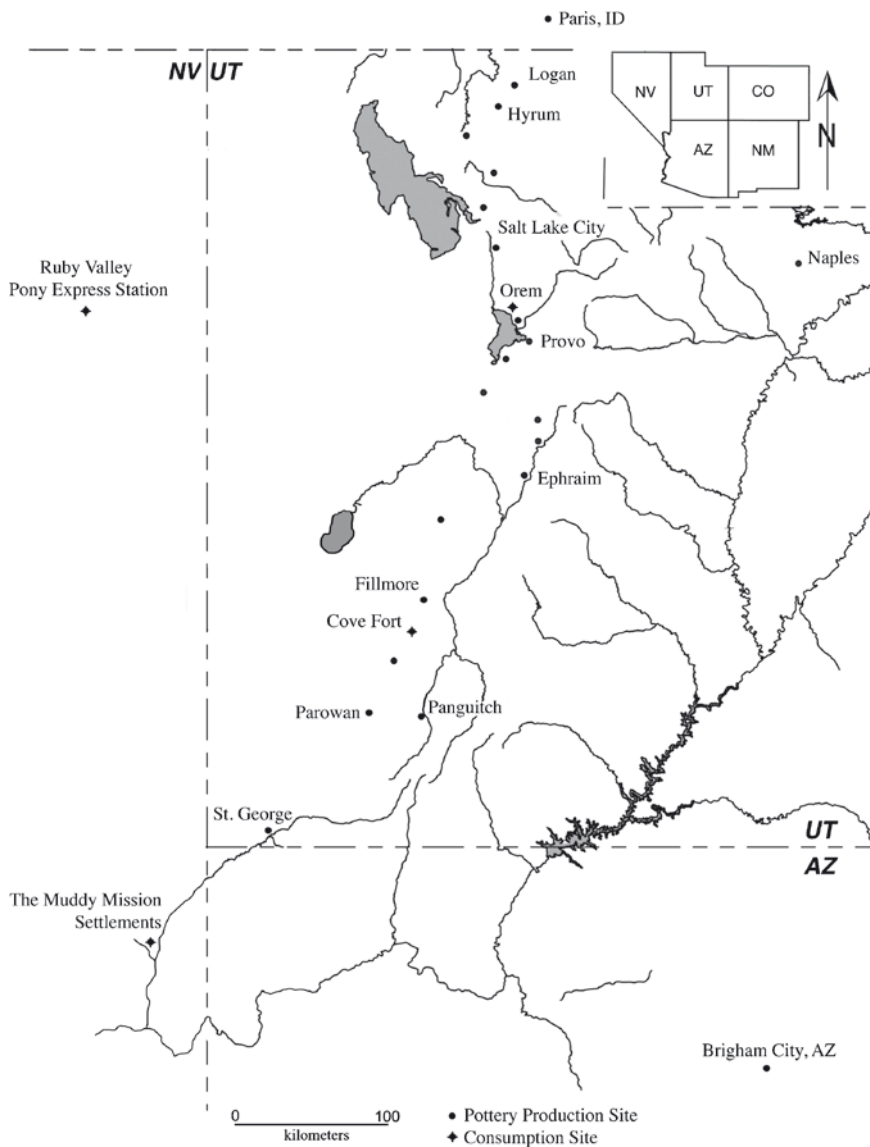 Paris, ID
NV UT
Logan
Hyrum
NV
UT
CO
AZ
NM
N
Salt Lake City
Naples
Ruby Valley
Pony Express Station
Orem
Provo
Ephraim
Fillmore
Cove Fort
Parowan
Panguitch
St. George
UT
AZ
The Muddy Mission
Settlements
Brigham City, AZ
0 100
kilometers
Pottery Production Site
Consumption Site